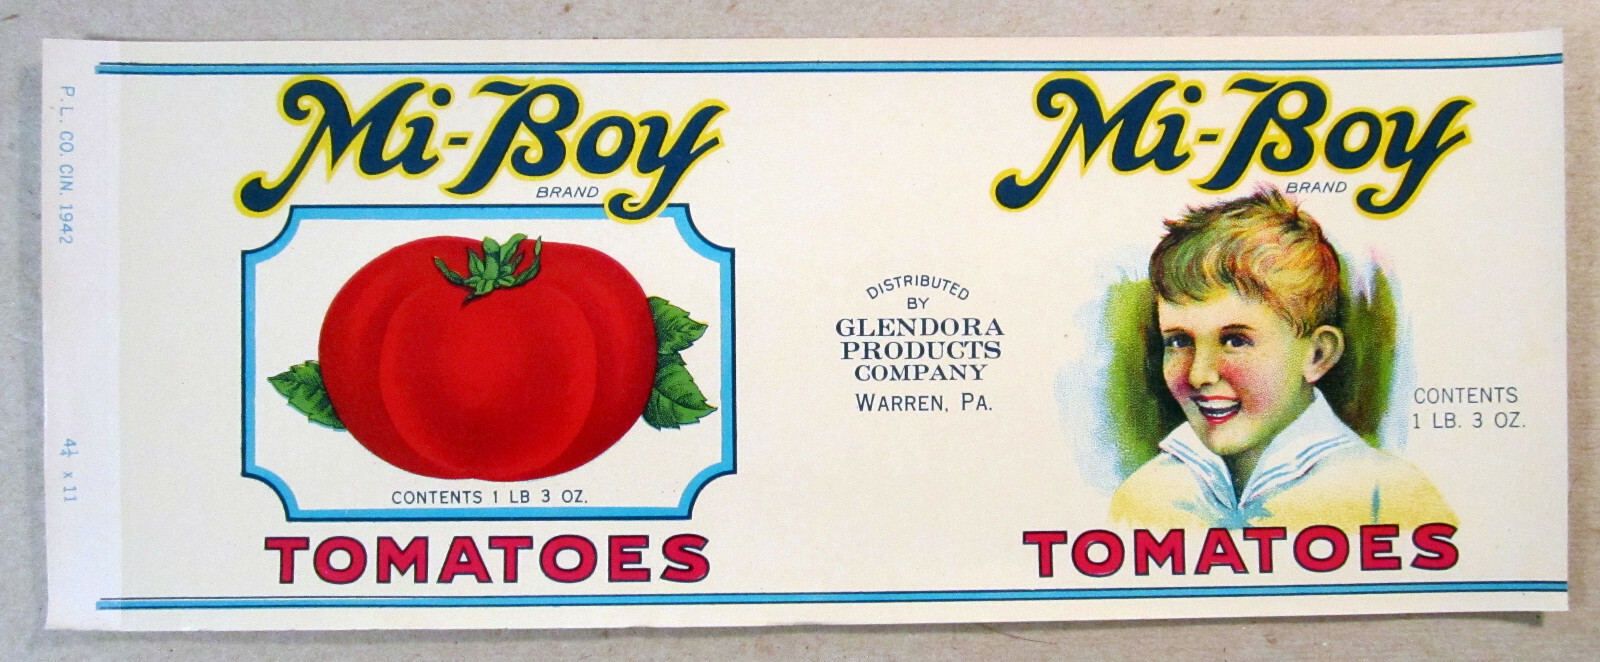 P. L. CO. CIN. 1942
4¼ x 11
Mi-Boy
BRAND
CONTENTS 1 LB 3 OZ.
TOMATOES
DISTRIBUTED
BY
GLENDORA
PRODUCTS
COMPANY
WARREN, PA.
Mi-Boy
BRAND
CONTENTS
1 LB. 3 OZ.
TOMATOES